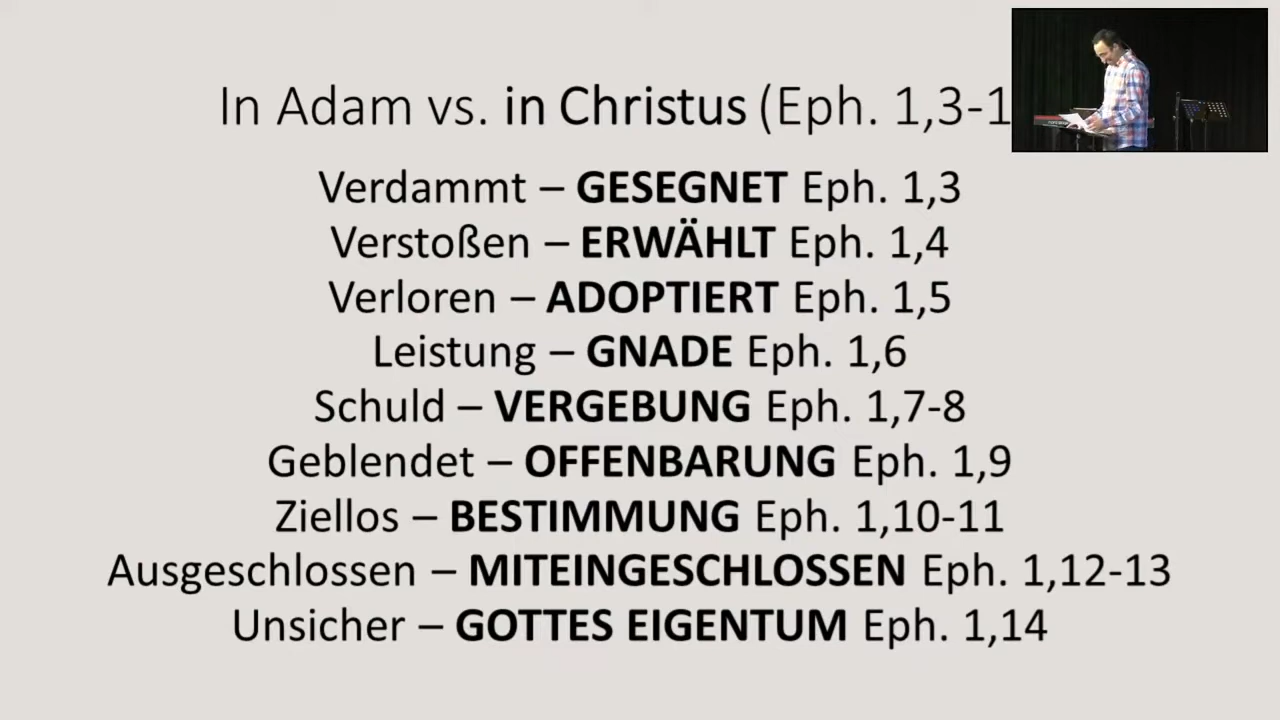 In Adam vs. in Christus (Eph. 1,3-1
Verdammt – GESEGNET Eph. 1,3
Verstoßen – ERWÄHLT Eph. 1,4
Verloren – ADOPTIERT Eph. 1,5
Leistung – GNADE Eph. 1,6
Schuld – VERGEBUNG Eph. 1,7-8
Geblendet – OFFENBARUNG Eph. 1,9
Ziellos – BESTIMMUNG Eph. 1,10-11
Ausgeschlossen – MITEINGESCHLOSSEN Eph. 1,12-13
Unsicher – GOTTES EIGENTUM Eph. 1,14